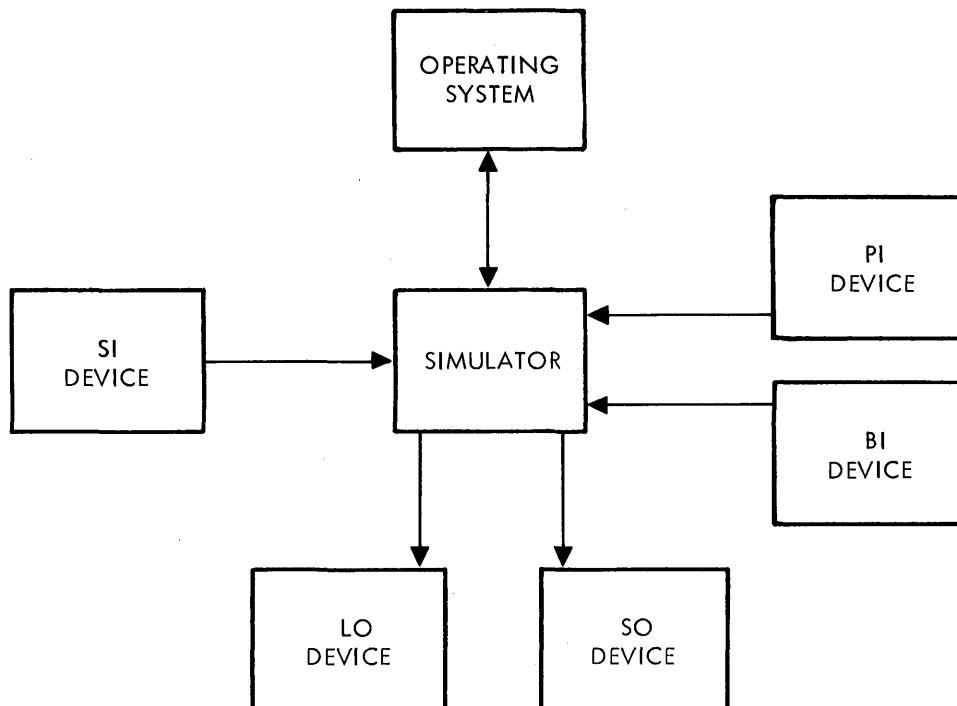 OPERATING
SYSTEM
PI
DEVICE
SI
DEVICE
SIMULATOR
BI
DEVICE
LO
DEVICE
SO
DEVICE